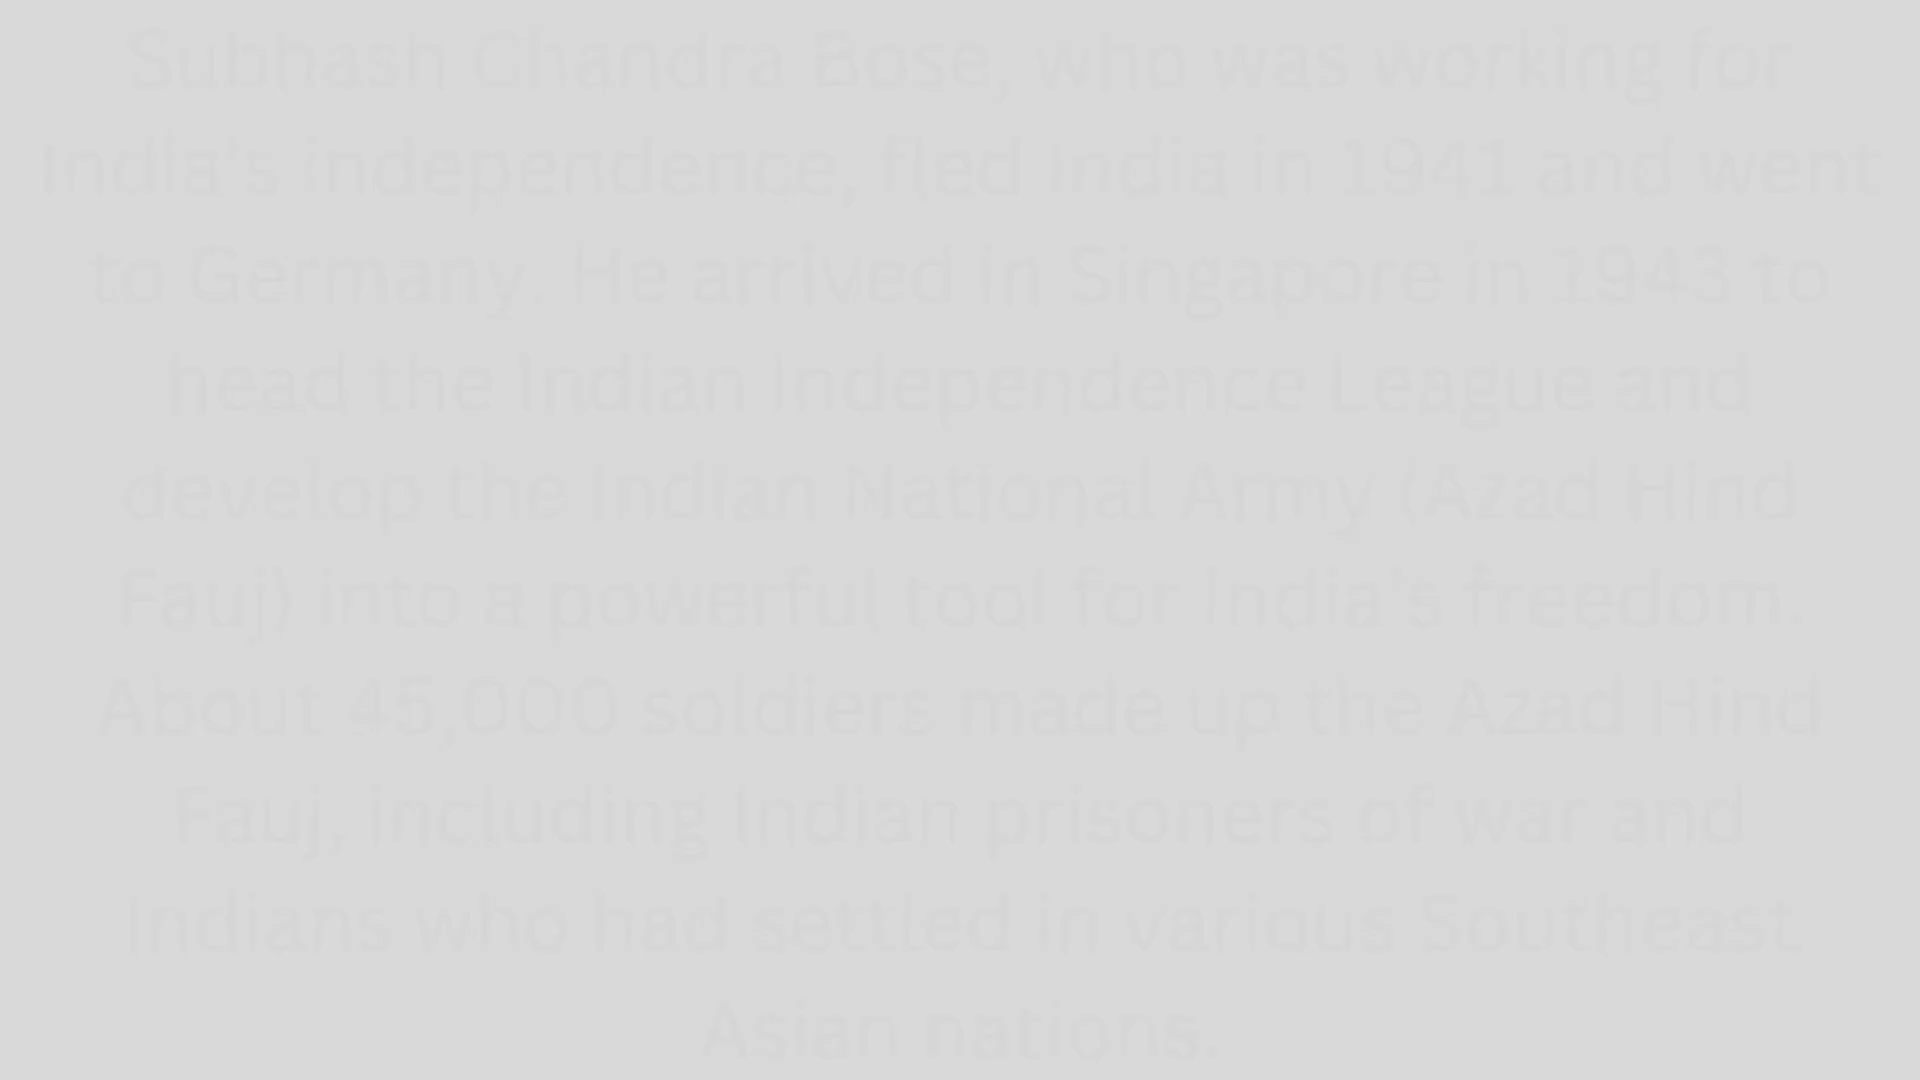 Subhash Chandra Bose, who was working for
India's independence, fled India in 1941 and went
to Germany. He arrived in Singapore in 1943 to
head the Indian Independence League and
develop the Indian National Army (Azad Hind
Fauj) into a powerful tool for India's freedom.
About 45,000 soldiers made up the Azad Hind
Fauj, including Indian prisoners of war and
Indians who had settled in various Southeast
Asian nations.